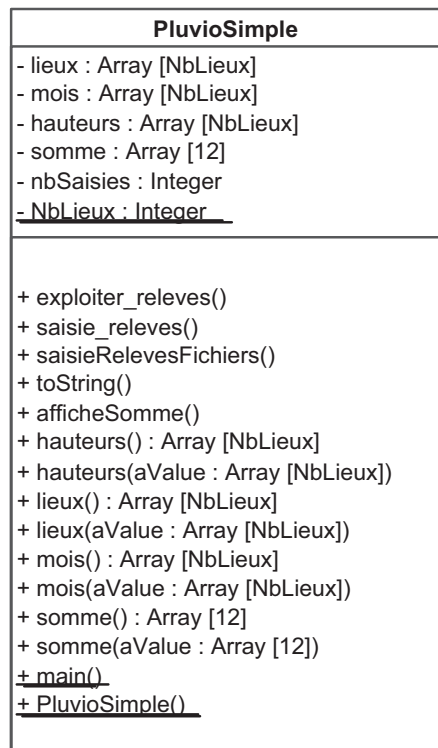 PluvioSimple
- lieux : Array [NbLieux]
- mois : Array [NbLieux]
- hauteurs : Array [NbLieux]
- somme : Array [12]
- nbSaisies : Integer
- NbLieux : Integer
+ exploiter_releves()
+ saisie_releves()
+ saisieRelevesFichiers()
+ toString()
+ afficheSomme()
+ hauteurs() : Array [NbLieux]
+ hauteurs(aValue : Array [NbLieux])
+ lieux() : Array [NbLieux]
+ lieux(aValue : Array [NbLieux])
+ mois() : Array [NbLieux]
+ mois(aValue : Array [NbLieux])
+ somme() : Array [12]
+ somme(aValue : Array [12])
+ main()
+ PluvioSimple()